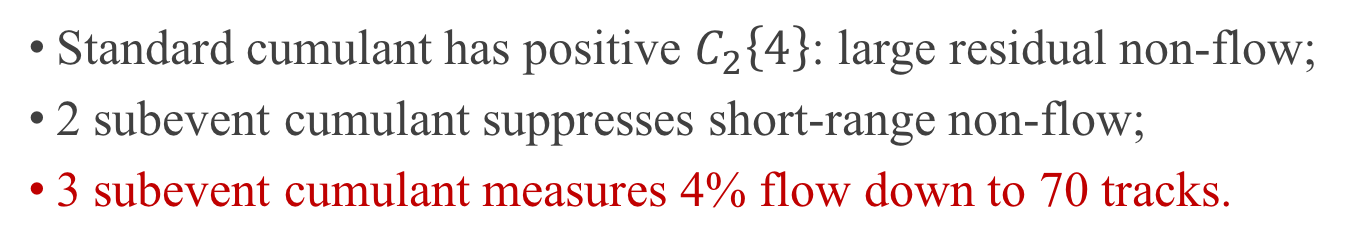 • Standard cumulant has positive 𝐶₂{4}: large residual non-flow;
• 2 subevent cumulant suppresses short-range non-flow;
• 3 subevent cumulant measures 4% flow down to 70 tracks.